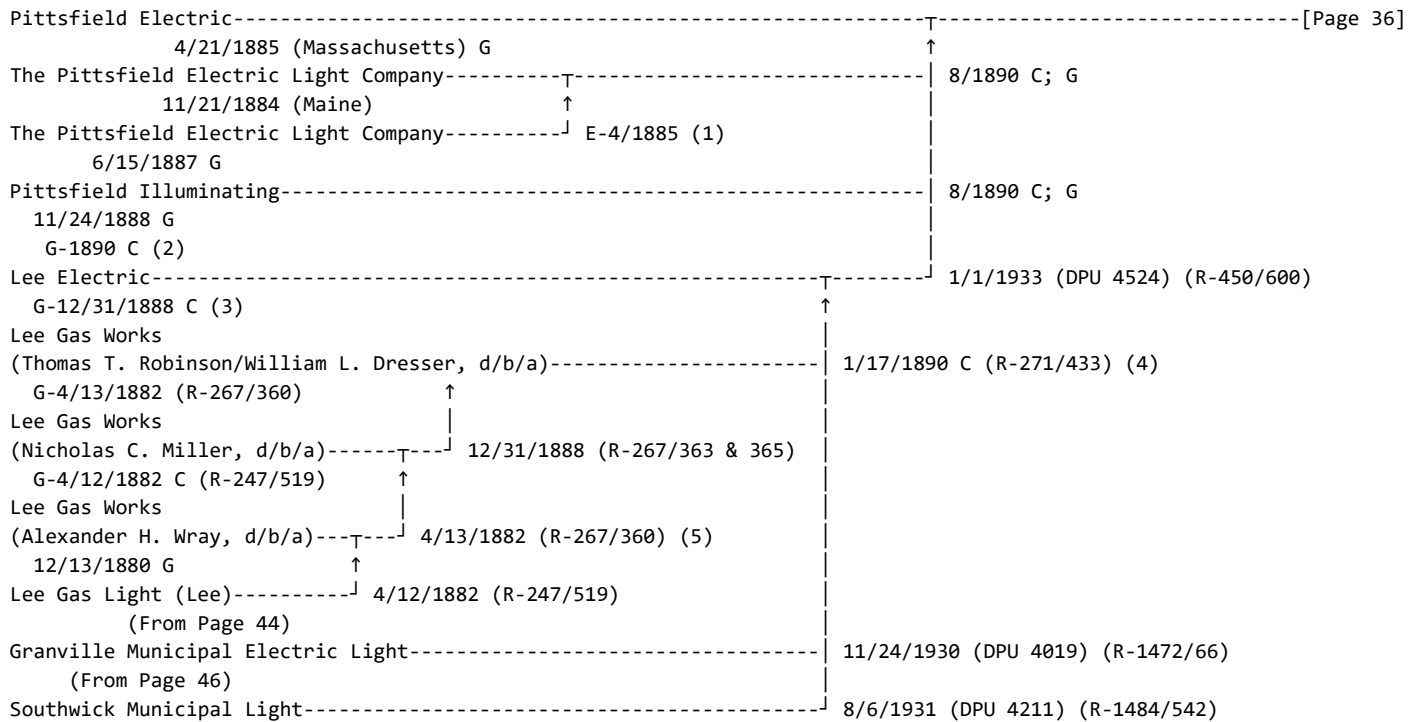 Pittsfield Electric-----------------------------------------------------------┬-------------------------------[Page 36]
              4/21/1885 (Massachusetts) G                                     ↑
The Pittsfield Electric Light Company----------┬------------------------------│ 8/1890 C; G
             11/21/1884 (Maine)                ↑                              │
The Pittsfield Electric Light Company----------┘ E-4/1885 (1)                 │
       6/15/1887 G                                                            │
Pittsfield Illuminating-------------------------------------------------------│ 8/1890 C; G
  11/24/1888 G                                                                │
   G-1890 C (2)                                                               │
Lee Electric---------------------------------------------------------┬--------┘ 1/1/1933 (DPU 4524) (R-450/600)
  G-12/31/1888 C (3)                                                 ↑
Lee Gas Works                                                        │
(Thomas T. Robinson/William L. Dresser, d/b/a)-----------------------│ 1/17/1890 C (R-271/433) (4)
  G-4/13/1882 (R-267/360)            ↑                               │
Lee Gas Works                        │                               │
(Nicholas C. Miller, d/b/a)------┬---┘ 12/31/1888 (R-267/363 & 365)  │
  G-4/12/1882 C (R-247/519)      ↑                                   │
Lee Gas Works                    │                                   │
(Alexander H. Wray, d/b/a)---┬---┘ 4/13/1882 (R-267/360) (5)         │
  12/13/1880 G               ↑                                       │
Lee Gas Light (Lee)----------┘ 4/12/1882 (R-247/519)                 │
          (From Page 44)                                             │
Granville Municipal Electric Light-----------------------------------│ 11/24/1930 (DPU 4019) (R-1472/66)
     (From Page 46)                                                  │
Southwick Municipal Light--------------------------------------------┘ 8/6/1931 (DPU 4211) (R-1484/542)